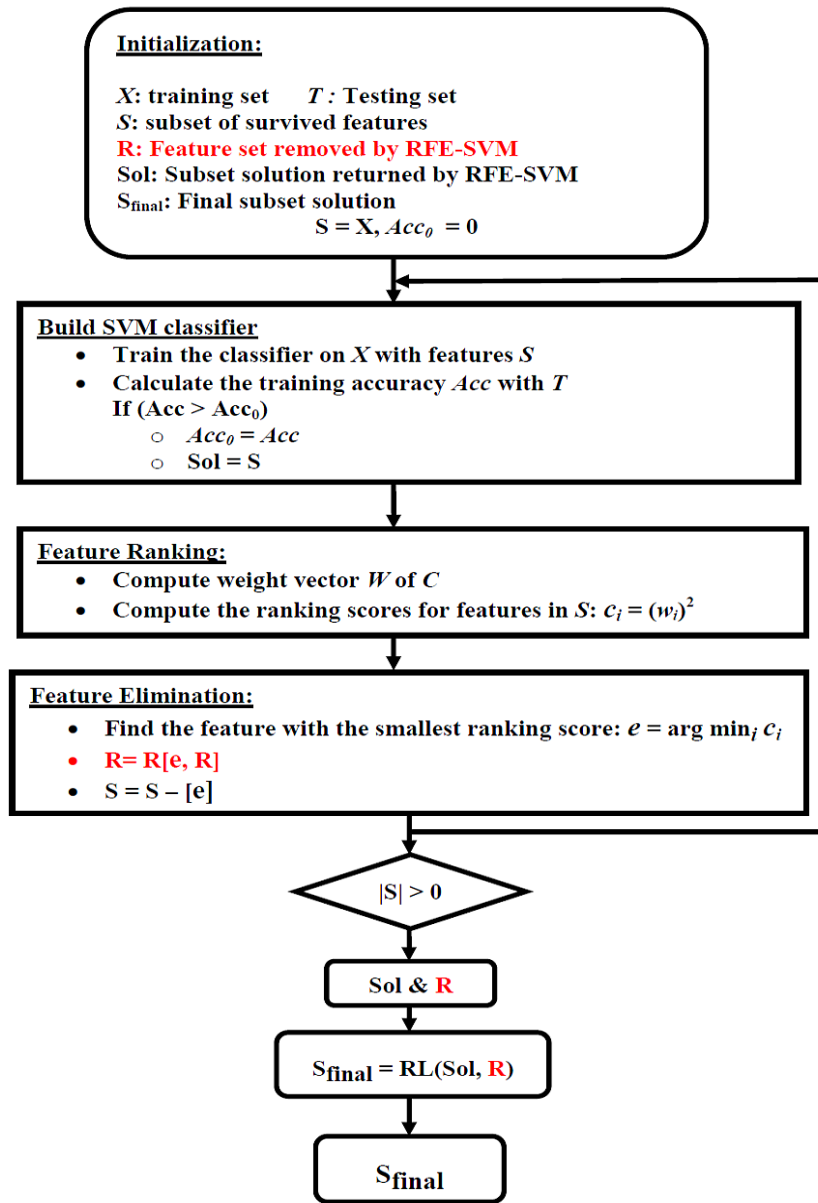 Initialization:
X: training set T : Testing set
S: subset of survived features
R: Feature set removed by RFE-SVM
Sol: Subset solution returned by RFE-SVM
S_final: Final subset solution
S = X, Acc₀ = 0
Build SVM classifier
• Train the classifier on X with features S
• Calculate the training accuracy Acc with T
If (Acc > Acc₀)
○ Acc₀ = Acc
○ Sol = S
Feature Ranking:
• Compute weight vector W of C
• Compute the ranking scores for features in S: cᵢ = (wᵢ)²
Feature Elimination:
• Find the feature with the smallest ranking score: e = arg minᵢ cᵢ
• R= R[e, R]
• S = S – [e]
|S| > 0
Sol & R
S_final = RL(Sol, R)
S_final